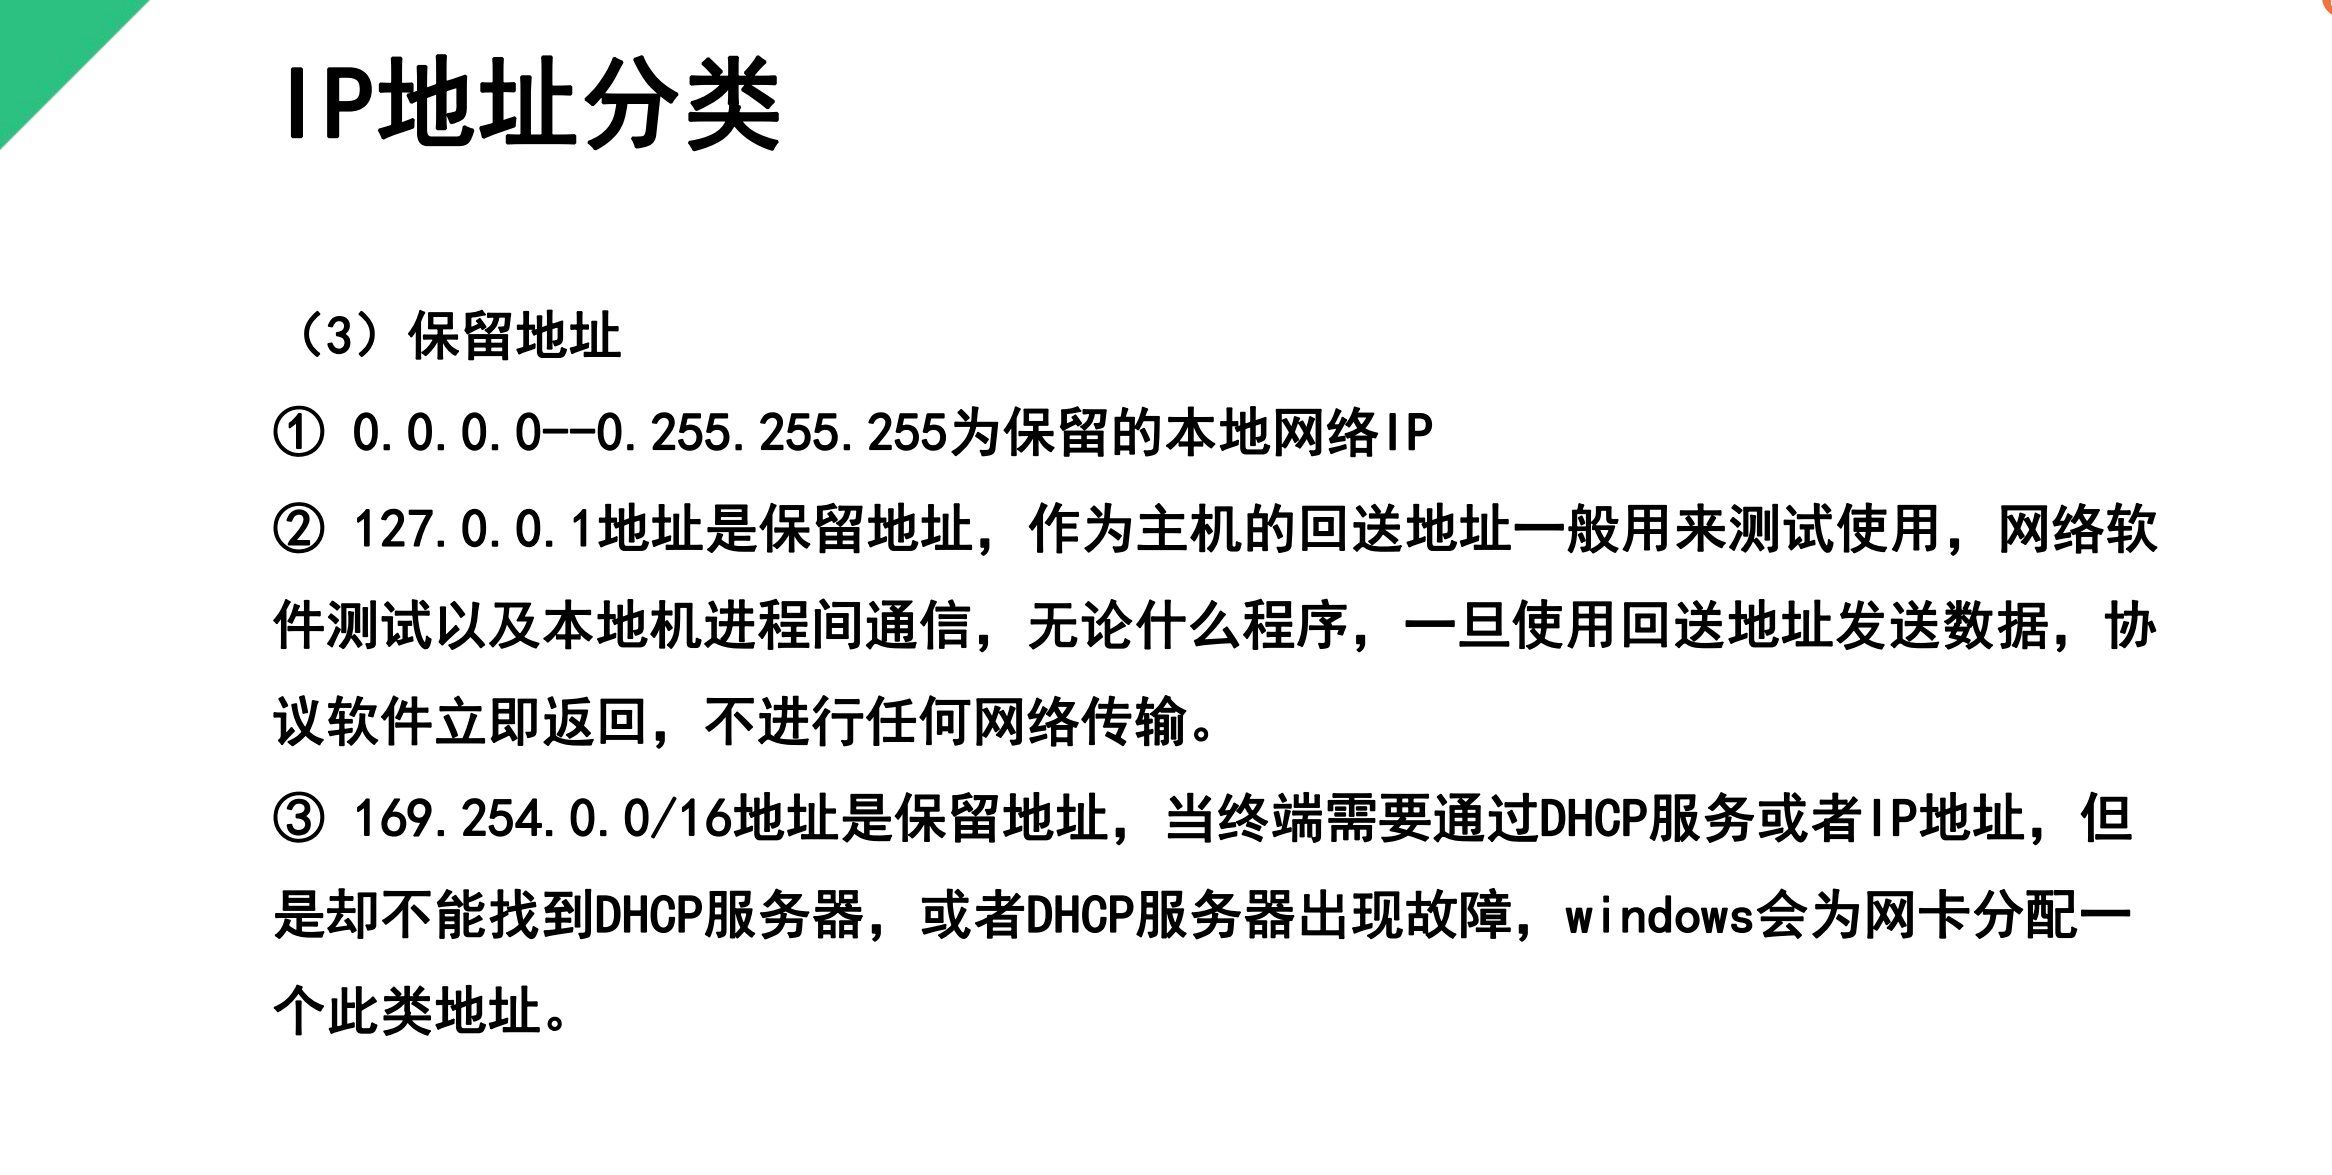 IP地址分类
（3）保留地址
① 0.0.0.0--0.255.255.255为保留的本地网络IP
② 127.0.0.1地址是保留地址，作为主机的回送地址一般用来测试使用，网络软
件测试以及本地机进程间通信，无论什么程序，一旦使用回送地址发送数据，协
议软件立即返回，不进行任何网络传输。
③ 169.254.0.0/16地址是保留地址，当终端需要通过DHCP服务或者IP地址，但
是却不能找到DHCP服务器，或者DHCP服务器出现故障，windows会为网卡分配一
个此类地址。